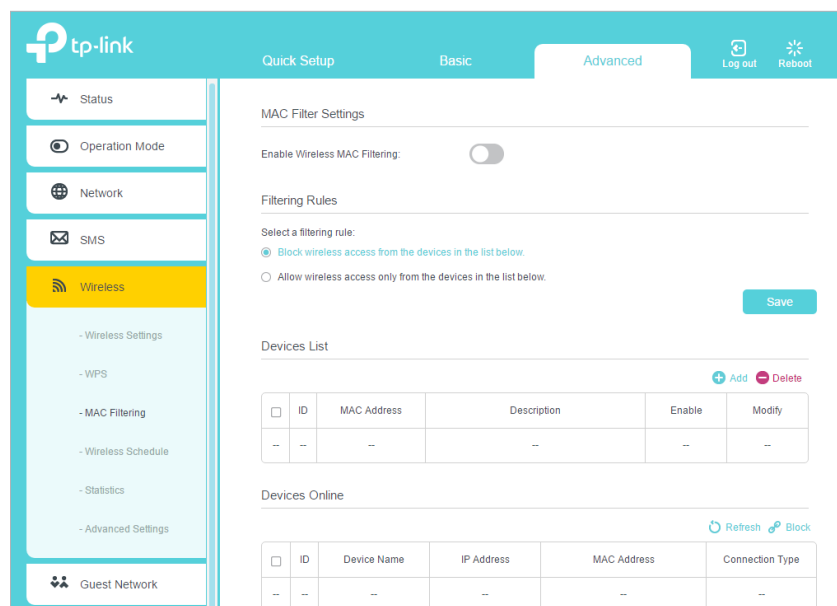 tp-link
Quick Setup Basic Advanced Log out Reboot
Status
Operation Mode
Network
SMS
Wireless
- Wireless Settings
- WPS
- MAC Filtering
- Wireless Schedule
- Statistics
- Advanced Settings
Guest Network
MAC Filter Settings
Enable Wireless MAC Filtering:
Filtering Rules
Select a filtering rule:
Block wireless access from the devices in the list below.
Allow wireless access only from the devices in the list below.
Save
Devices List
Add Delete
ID MAC Address Description Enable Modify
-- -- -- -- -- --
Devices Online
Refresh Block
ID Device Name IP Address MAC Address Connection Type
-- -- -- -- -- --